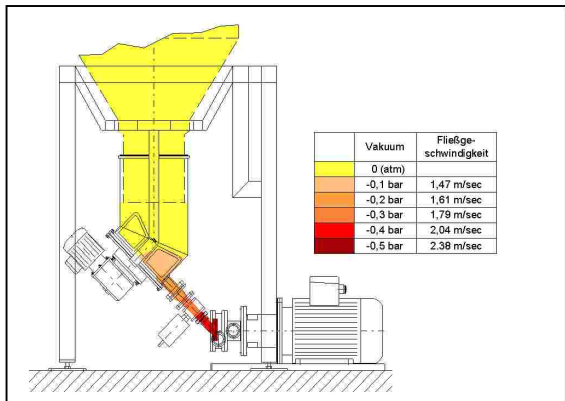 Vakuum Fließge-
schwindigkeit
0 (atm)
-0,1 bar 1,47 m/sec
-0,2 bar 1,61 m/sec
-0,3 bar 1,79 m/sec
-0,4 bar 2,04 m/sec
-0,5 bar 2.38 m/sec